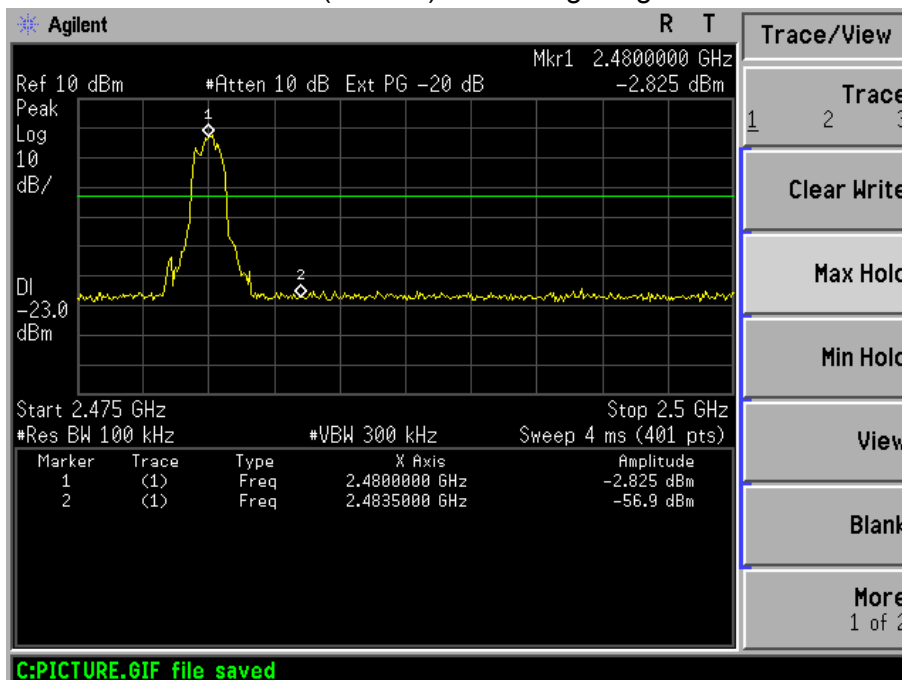 Agilent R T
Mkr1 2.4800000 GHz
Ref 10 dBm #Atten 10 dB Ext PG -20 dB -2.825 dBm
Peak
Log
10
dB/
1
2
DI
-23.0
dBm
Start 2.475 GHz Stop 2.5 GHz
#Res BW 100 kHz #VBW 300 kHz Sweep 4 ms (401 pts)
Marker Trace Type X Axis Amplitude
1 (1) Freq 2.4800000 GHz -2.825 dBm
2 (1) Freq 2.4835000 GHz -56.9 dBm
C:PICTURE.GIF file saved
Trace/View
Trace
1 2 3
Clear Write
Max Hold
Min Hold
View
Blank
More
1 of 2